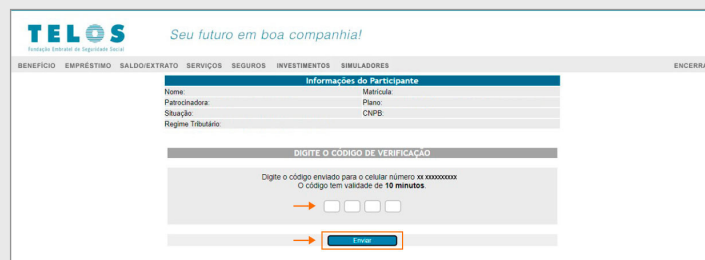 TELOS
Fundação Embratel de Seguridade Social
Seu futuro em boa companhia!
BENEFÍCIO EMPRÉSTIMO SALDO/EXTRATO SERVIÇOS SEGUROS INVESTIMENTOS SIMULADORES ENCERRA
Informações do Participante
Nome: Matrícula:
Patrocinadora: Plano:
Situação: CNPB:
Regime Tributário:
DIGITE O CÓDIGO DE VERIFICAÇÃO
Digite o código enviado para o celular número xx xxxxxxxxx
O código tem validade de 10 minutos.
Enviar